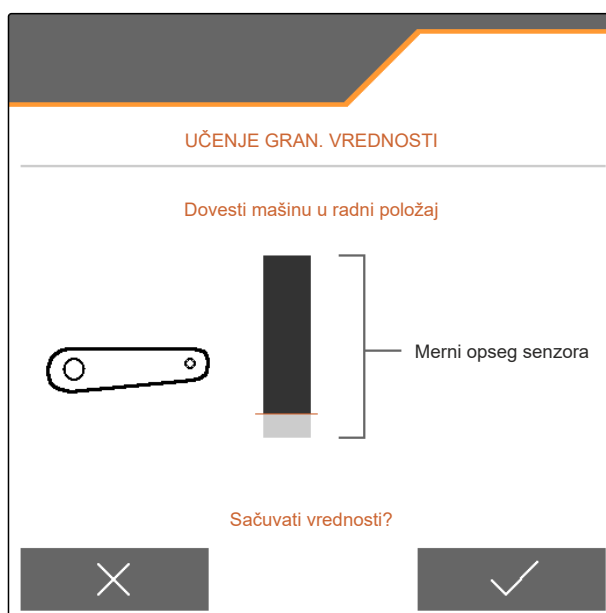 UČENJE GRAN. VREDNOSTI
Dovesti mašinu u radni položaj
Merni opseg senzora
Sačuvati vrednosti?